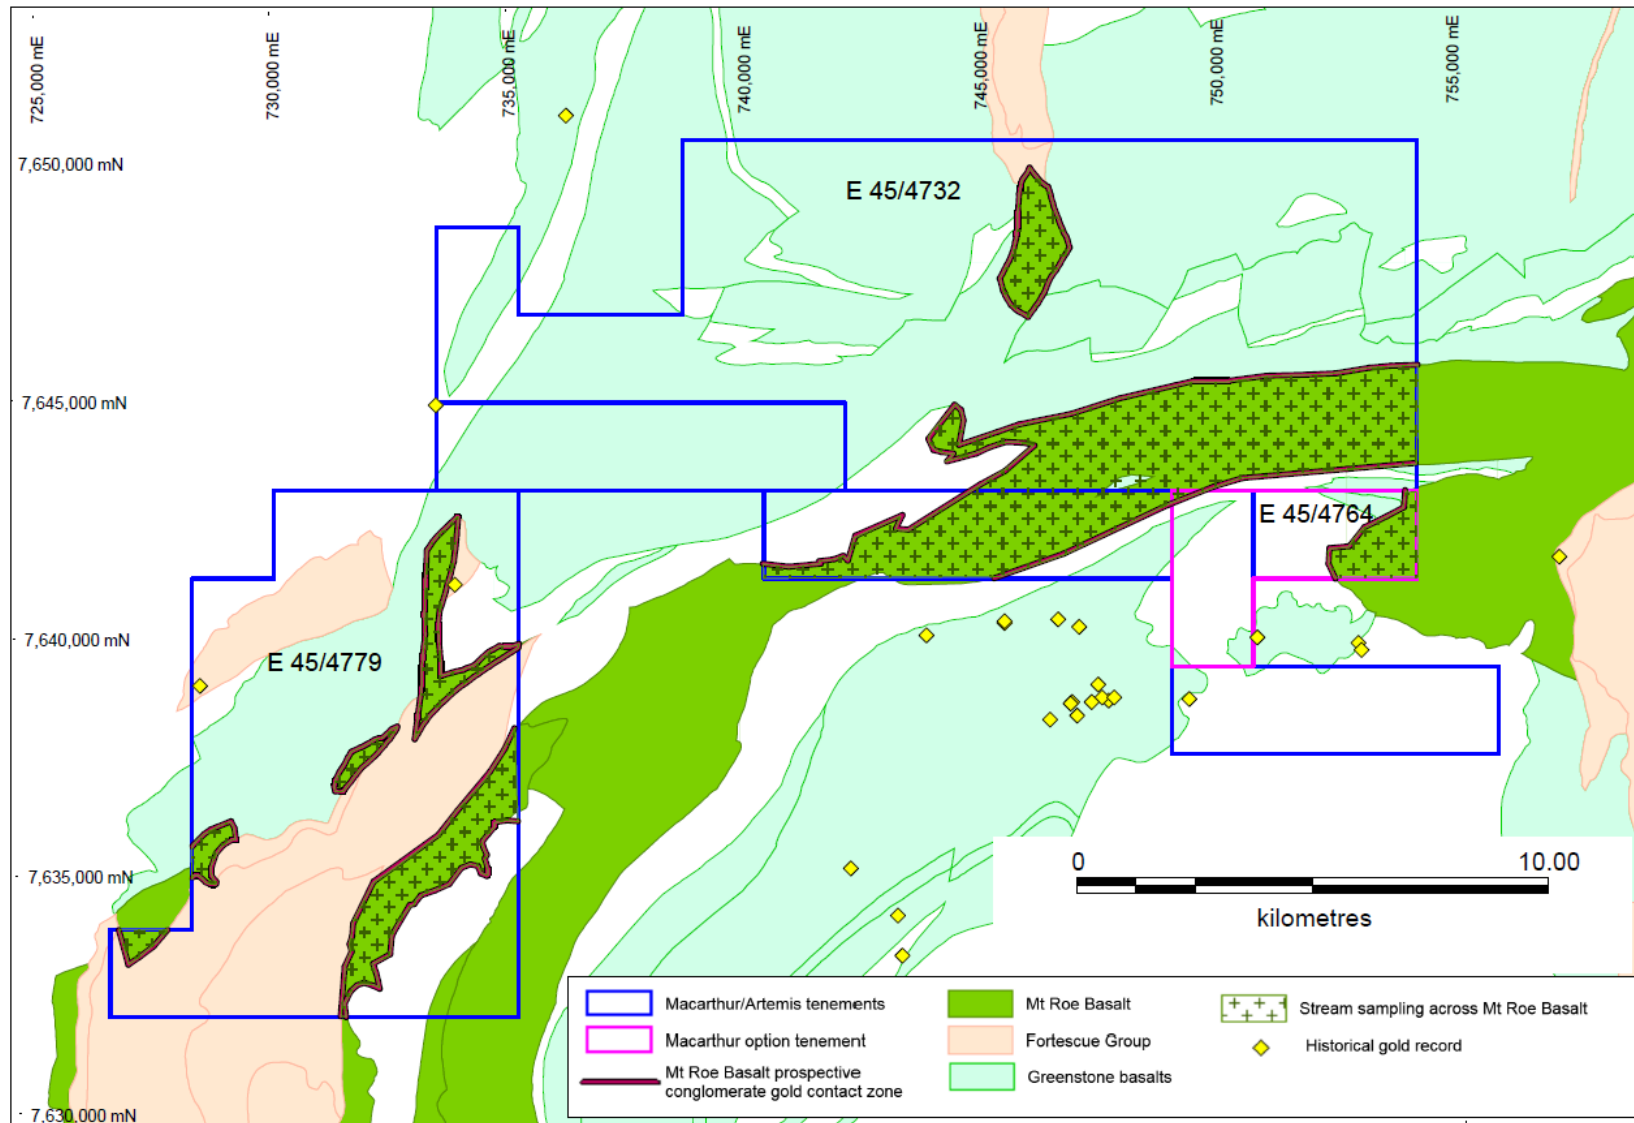 725,000 mE
730,000 mE
735,000 mE
740,000 mE
745,000 mE
750,000 mE
755,000 mE
7,650,000 mN
E 45/4732
7,645,000 mN
E 45/4764
7,640,000 mN
E 45/4779
7,635,000 mN
0
10.00
kilometres
Macarthur/Artemis tenements
Macarthur option tenement
Mt Roe Basalt prospective
conglomerate gold contact zone
Mt Roe Basalt
Fortescue Group
Greenstone basalts
Stream sampling across Mt Roe Basalt
Historical gold record
7,630,000 mN